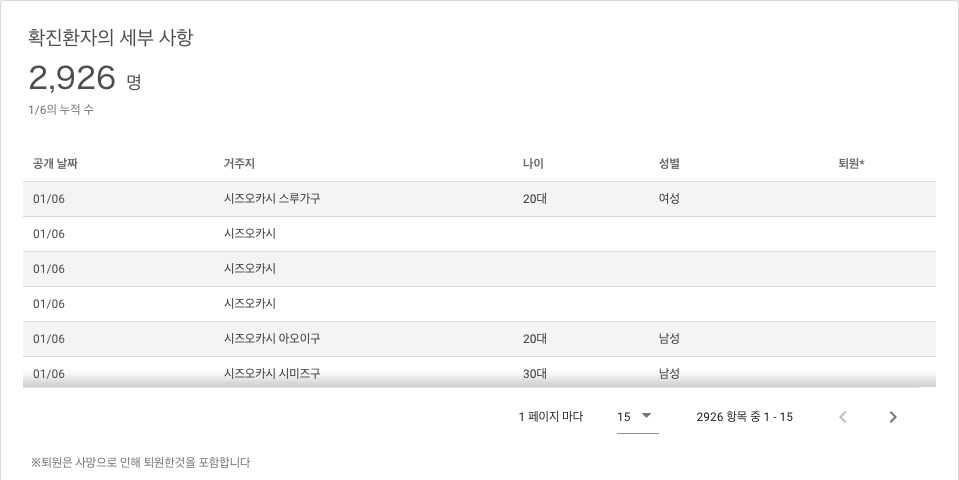 확진환자의 세부 사항
2,926 명
1/6의 누적 수
공개 날짜 거주지 나이 성별 퇴원*
01/06 시즈오카시 스루가구 20대 여성
01/06 시즈오카시
01/06 시즈오카시
01/06 시즈오카시
01/06 시즈오카시 아오이구 20대 남성
01/06 시즈오카시 시미즈구 30대 남성
1 페이지 마다 15 2926 항목 중 1 - 15
※퇴원은 사망으로 인해 퇴원한것을 포함합니다